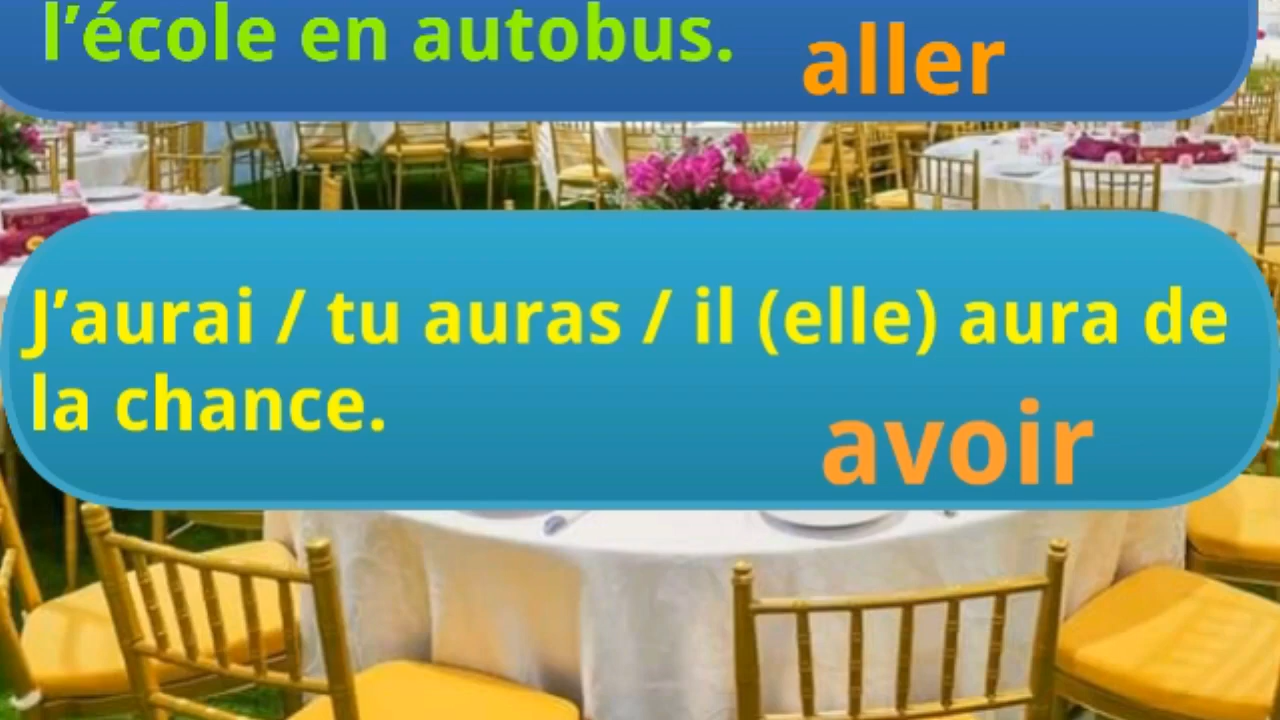 l’école en autobus.
aller
J’aurai / tu auras / il (elle) aura de
la chance.
avoir